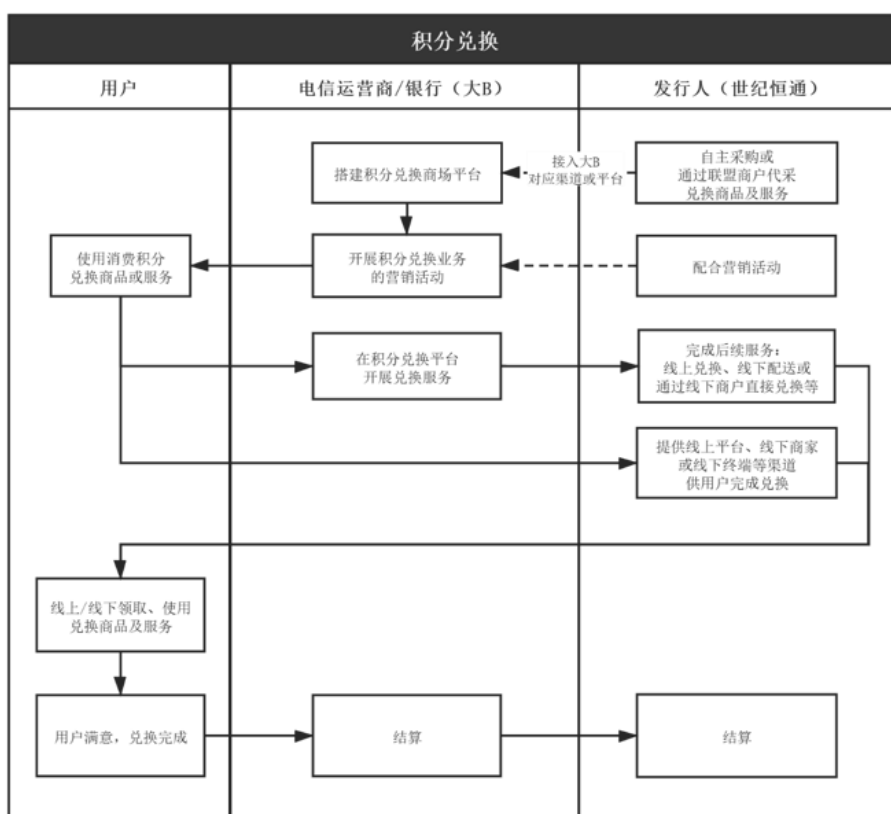 积分兑换
用户
电信运营商/银行（大B）
发行人（世纪恒通）
搭建积分兑换商场平台
接入大B
对应渠道或平台
自主采购或
通过联盟商户代采
兑换商品及服务
使用消费积分
兑换商品或服务
开展积分兑换业务
的营销活动
配合营销活动
在积分兑换平台
开展兑换服务
完成后续服务：
线上兑换、线下配送或
通过线下商户直接兑换等
提供线上平台、线下商家
或线下终端等渠道
供用户完成兑换
线上/线下领取、使用
兑换商品及服务
用户满意，兑换完成
结算
结算